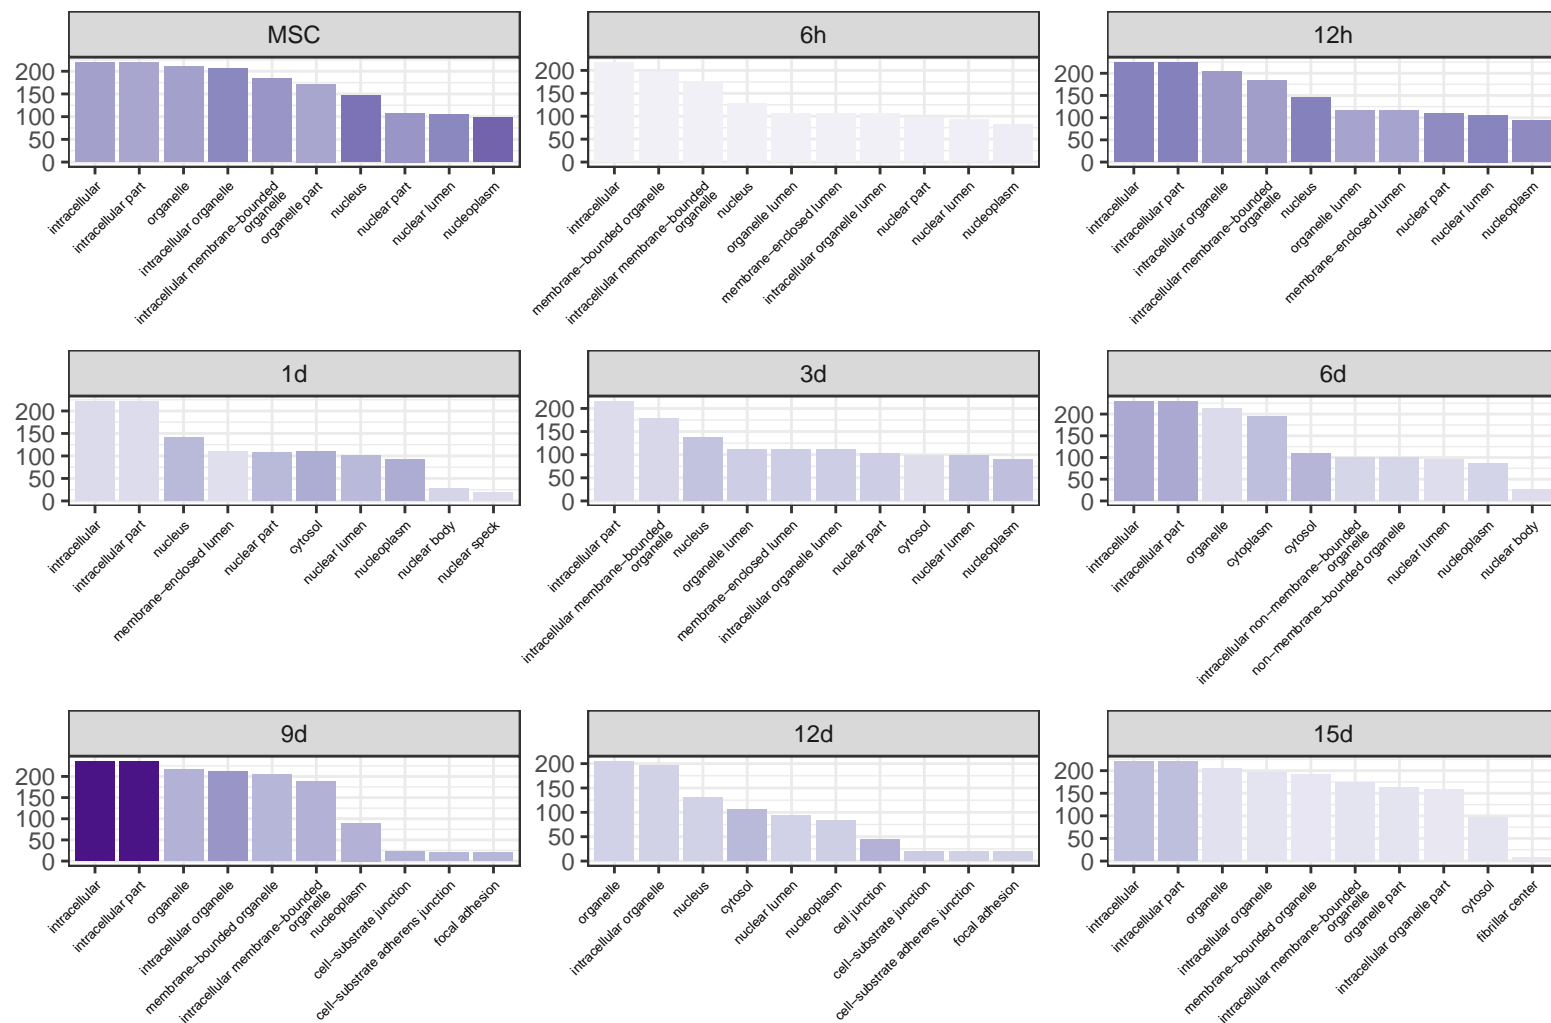 MSC
200
150
100
50
0
intracellular
intracellular part
organelle
intracellular organelle
intracellular membrane−bounded
organelle
organelle part
nucleus
nuclear part
nuclear lumen
nucleoplasm
6h
200
150
100
50
0
intracellular
membrane−bounded organelle
intracellular membrane−bounded
organelle
nucleus
organelle lumen
membrane−enclosed lumen
intracellular organelle lumen
nuclear part
nuclear lumen
nucleoplasm
12h
200
150
100
50
0
intracellular
intracellular part
intracellular organelle
intracellular membrane−bounded
organelle
nucleus
organelle lumen
membrane−enclosed lumen
nuclear part
nuclear lumen
nucleoplasm
1d
200
150
100
50
0
intracellular
intracellular part
nucleus
membrane−enclosed lumen
nuclear part
cytosol
nuclear lumen
nucleoplasm
nuclear body
nuclear speck
3d
200
150
100
50
0
intracellular part
intracellular membrane−bounded
organelle
nucleus
organelle lumen
membrane−enclosed lumen
intracellular organelle lumen
nuclear part
cytosol
nuclear lumen
nucleoplasm
6d
200
150
100
50
0
intracellular
intracellular part
organelle
cytoplasm
cytosol
intracellular non−membrane−bounded
organelle
non−membrane−bounded organelle
nuclear lumen
nucleoplasm
nuclear body
9d
200
150
100
50
0
intracellular
intracellular part
organelle
intracellular organelle
membrane−bounded organelle
intracellular membrane−bounded
organelle
nucleoplasm
cell−substrate junction
cell−substrate adherens junction
focal adhesion
12d
200
150
100
50
0
organelle
intracellular organelle
nucleus
cytosol
nuclear lumen
nucleoplasm
cell junction
cell−substrate junction
cell−substrate adherens junction
focal adhesion
15d
200
150
100
50
0
intracellular
intracellular part
organelle
intracellular organelle
membrane−bounded organelle
intracellular membrane−bounded
organelle
organelle part
intracellular organelle part
cytosol
fibrillar center